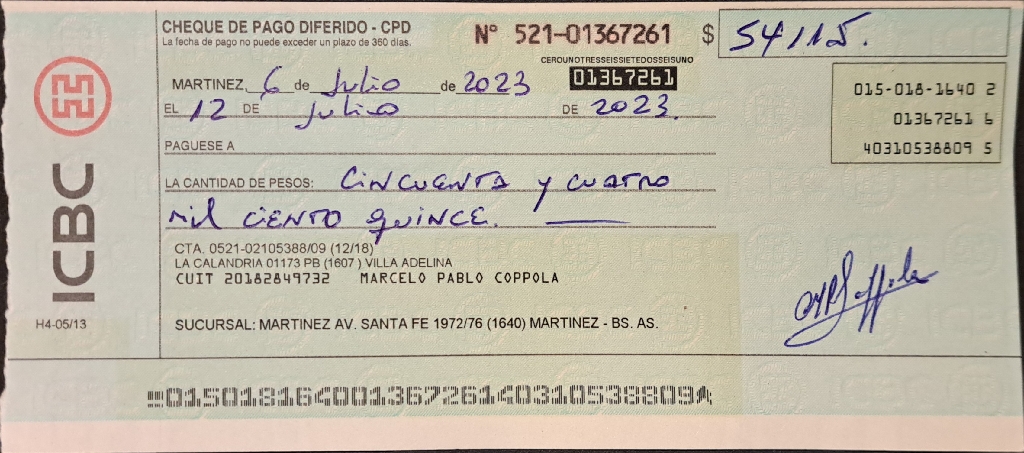 CHEQUE DE PAGO DIFERIDO - CPD
La fecha de pago no puede exceder un plazo de 360 días.
Nº 521-01367261
$ 54115.
CEROUNOTRESSEISSIETEDOSSEISUNO
01367261
MARTINEZ, 6 de Julio de 2023
EL 12 DE Julio DE 2023.
015-018-1640 2
01367261 6
40310538809 5
PAGUESE A
LA CANTIDAD DE PESOS: CINCUENTA y CUATRO
mil CIENTO QUINCE.
CTA. 0521-02105388/09 (12/18)
LA CALANDRIA 01173 PB (1607 ) VILLA ADELINA
CUIT 20182849732 MARCELO PABLO COPPOLA
SUCURSAL: MARTINEZ AV. SANTA FE 1972/76 (1640) MARTINEZ - BS. AS.
ICBC
H4-05/13
01501816400136726140310538809